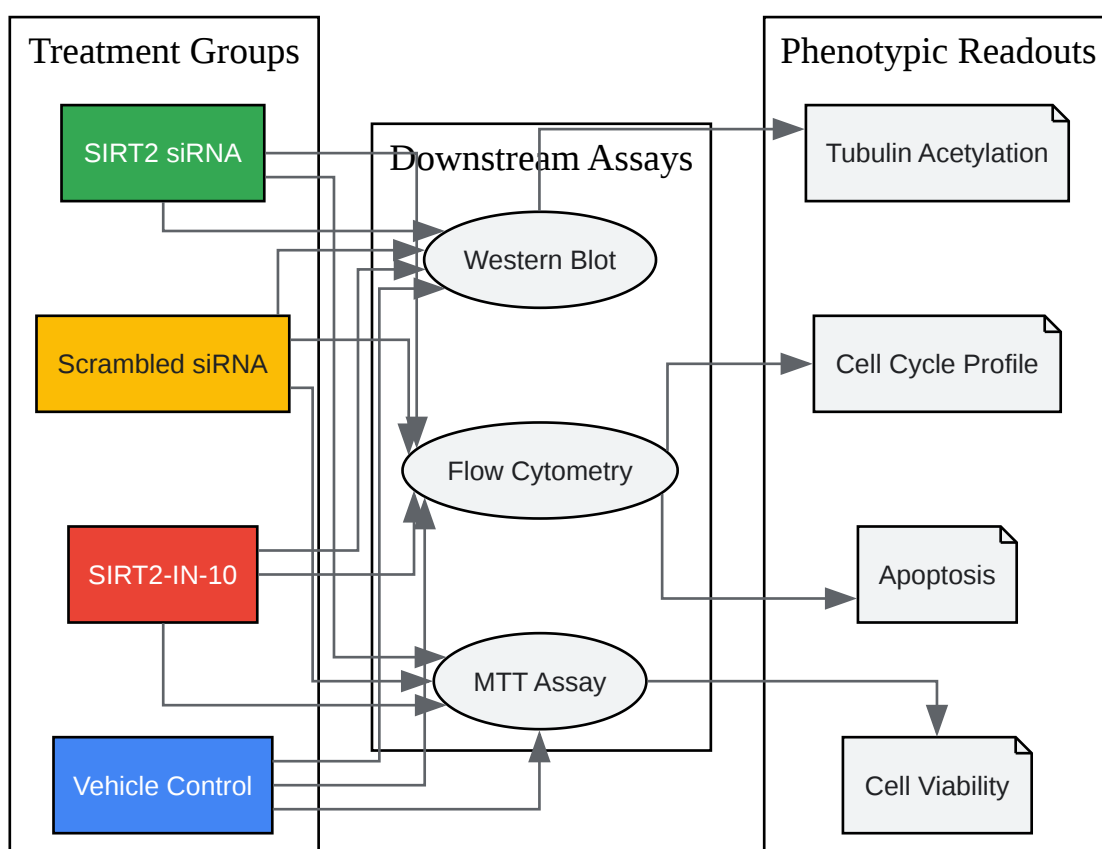 Treatment Groups
SIRT2 siRNA
Scrambled siRNA
SIRT2-IN-10
Vehicle Control
Downstream Assays
Western Blot
Flow Cytometry
MTT Assay
Phenotypic Readouts
Tubulin Acetylation
Cell Cycle Profile
Apoptosis
Cell Viability